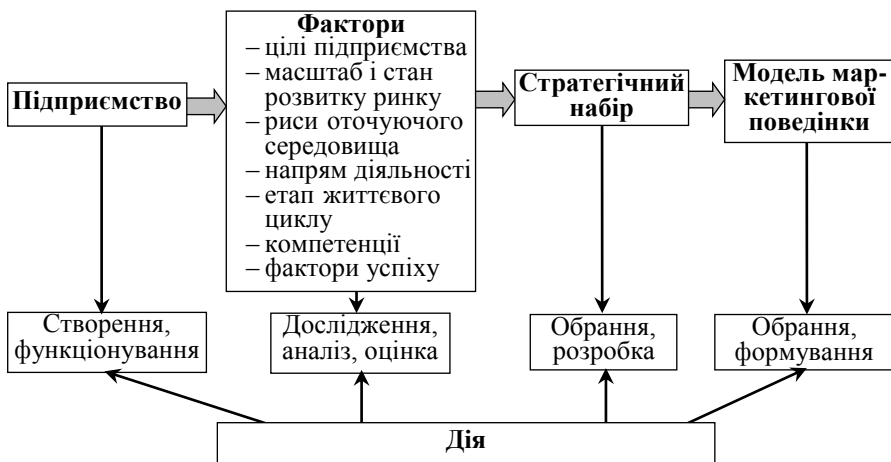 Підприємство
Фактори
– цілі підприємства
– масштаб і стан
розвитку ринку
– риси оточуючого
середовища
– напрям діяльності
– етап життєвого
циклу
– компетенції
– фактори успіху
Стратегічний
набір
Модель мар-
кетингової
поведінки
Створення,
функціонування
Дослідження,
аналіз, оцінка
Обрання,
розробка
Обрання,
формування
Дія